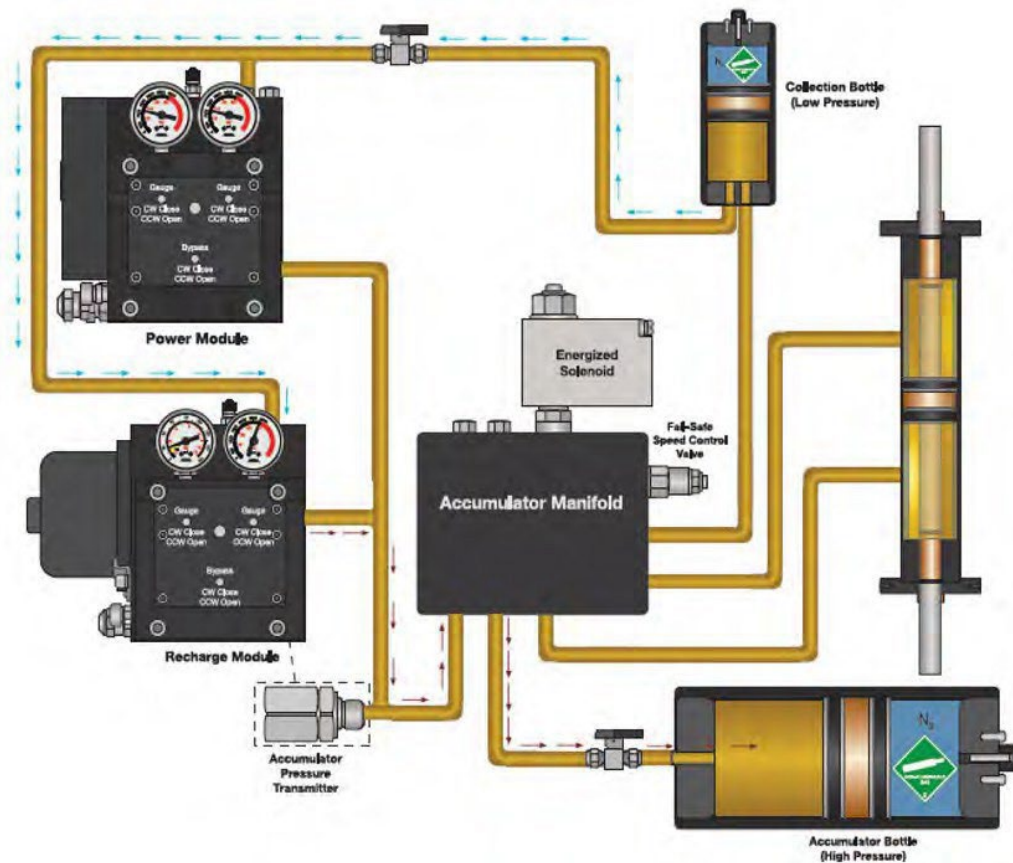 N
Collection Bottle
(Low Pressure)
Gauge
CW Close
CCW Open
Gauge
CW Close
CCW Open
Bypass
CW Close
CCW Open
Power Module
Energized
Solenoid
Fail-Safe
Speed Control
Valve
Accumulator Manifold
Gauge
CW Close
CCW Open
Gauge
CW Close
CCW Open
Bypass
CW Close
CCW Open
Recharge Module
Accumulator
Pressure
Transmitter
N₂
Accumulator Bottle
(High Pressure)